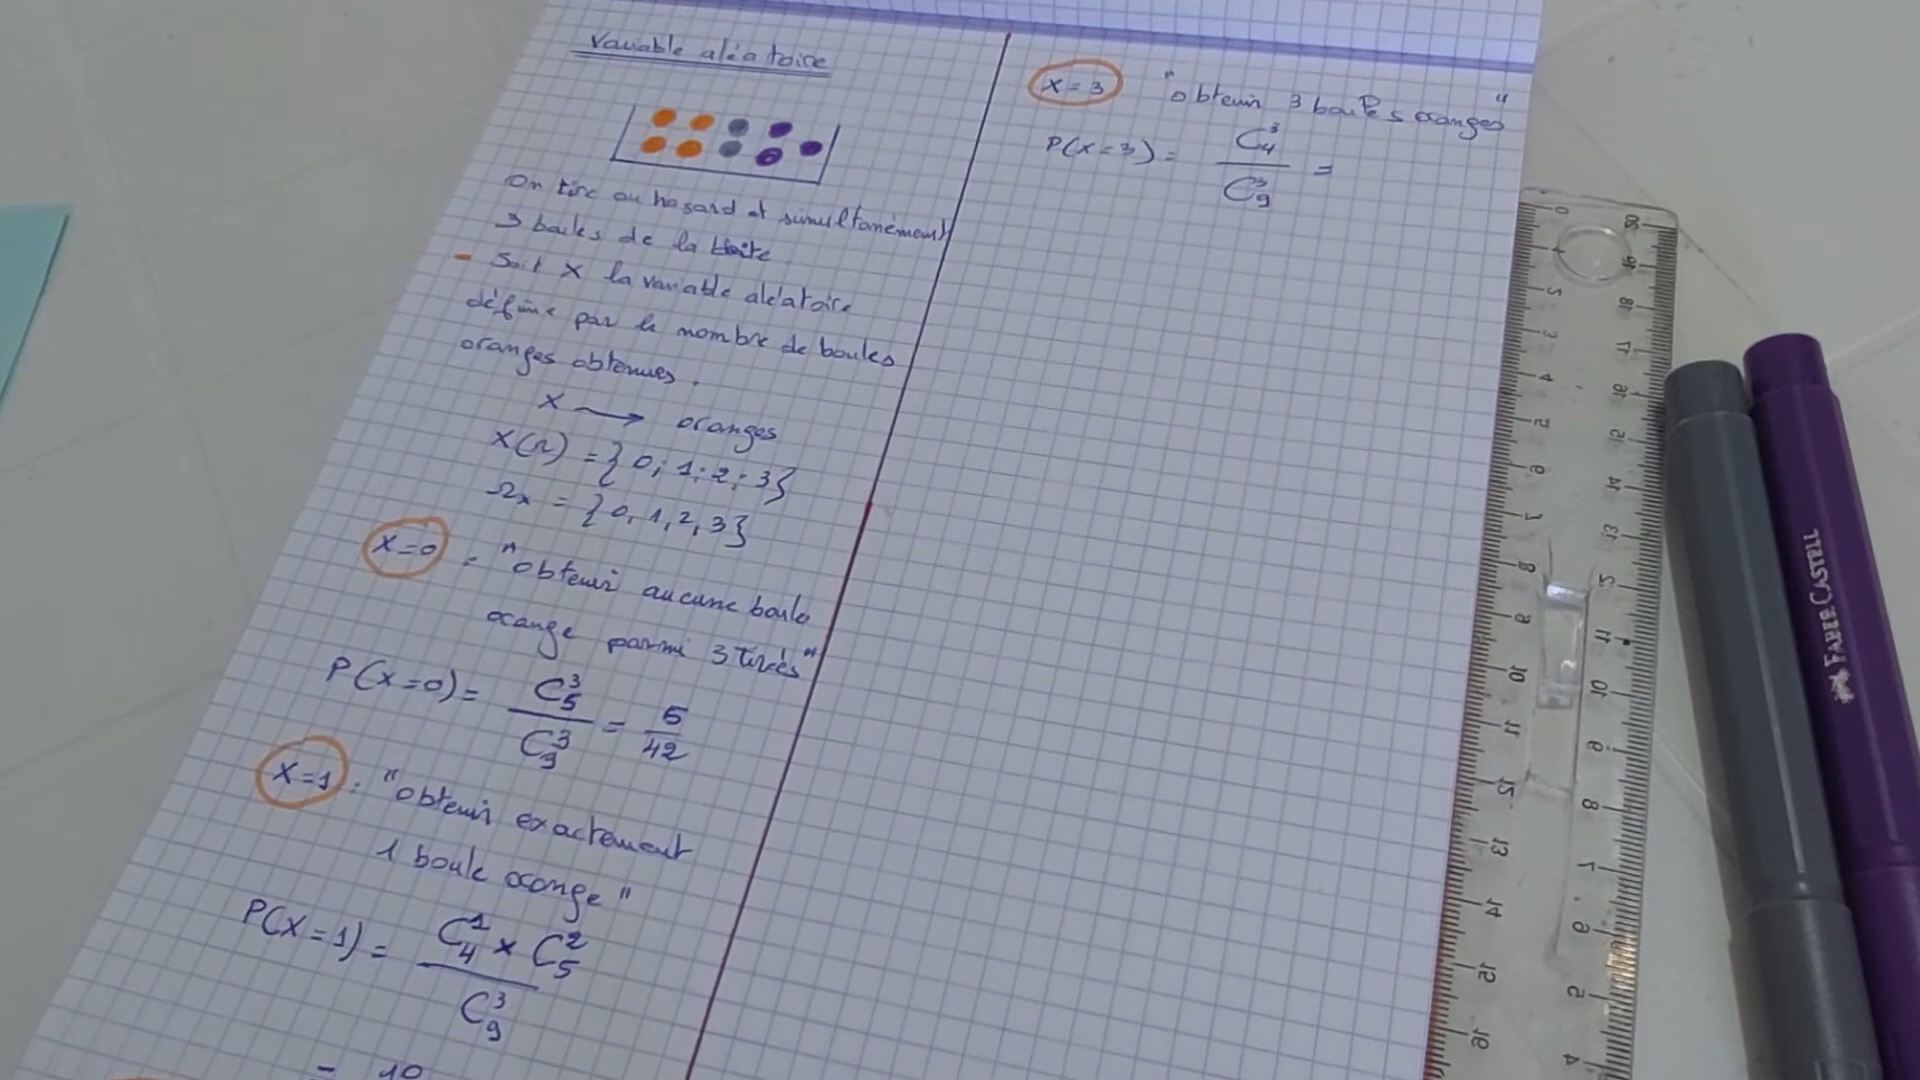 Variable aléatoire
On tire au hasard et simultanément
3 boules de la boite
- Soit X la variable aléatoire
définie par le nombre de boules
oranges obtenues.
X → oranges
X(Ω) = {0; 1; 2; 3}
Ωx = {0, 1, 2, 3}
X=0 : "obtenir aucune boule
orange parmi 3 tirés"
P(X=0) = C₅³ / C₉³ = 5/42
X=1 : "obtenir exactement
1 boule orange"
P(X=1) = C₄¹ × C₅² / C₉³
= 10
X=3 "obtenir 3 boules oranges"
P(X=3) = C₄³ / C₉³ =
FABER CASTELL